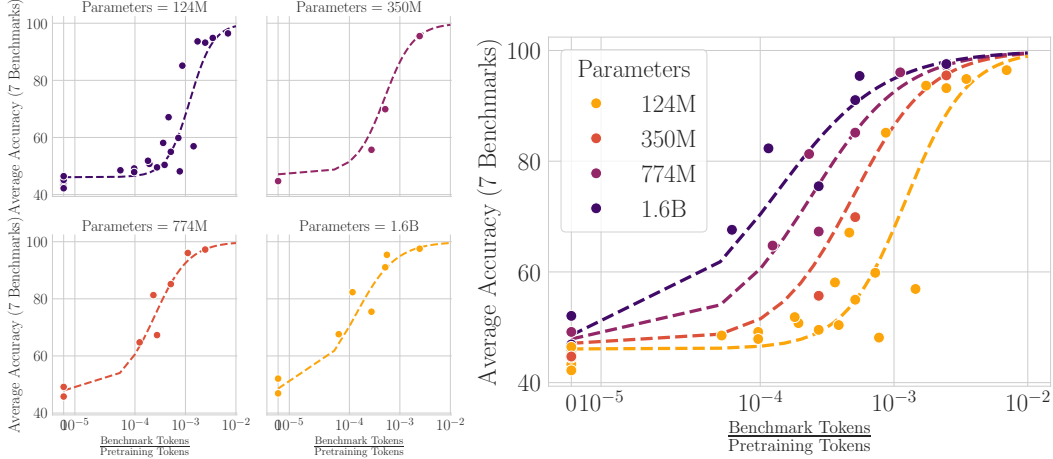 Parameters = 124M
Parameters = 350M
Average Accuracy (7 Benchmarks)
100
80
60
40
Parameters = 774M
Parameters = 1.6B
Average Accuracy (7 Benchmarks)
100
80
60
40
0 10^-5 10^-4 10^-3 10^-2
0 10^-5 10^-4 10^-3 10^-2
Benchmark Tokens
Pretraining Tokens
Benchmark Tokens
Pretraining Tokens
Average Accuracy (7 Benchmarks)
100
80
60
40
Parameters
124M
350M
774M
1.6B
0 10^-5 10^-4 10^-3 10^-2
Benchmark Tokens
Pretraining Tokens